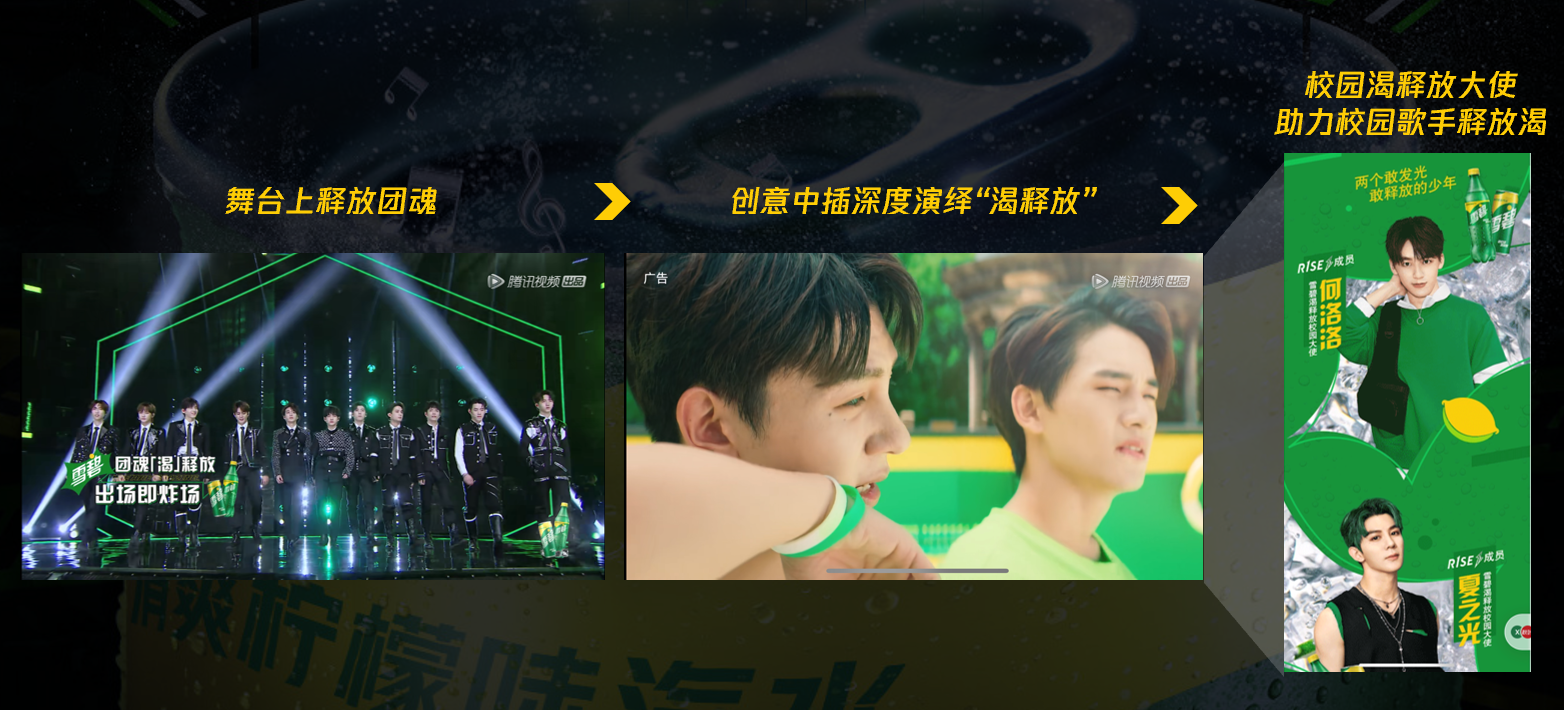 校园渴释放大使
助力校园歌手释放渴
舞台上释放团魂
创意中插深度演绎“渴释放”
腾讯视频 出品
雪碧
团魂「渴」释放
出场即炸场
广告
腾讯视频 出品
两个敢发光
敢释放的少年
雪碧
雪碧
RISE 成员
何洛洛
雪碧渴释放校园大使
RISE 成员
夏之光
雪碧渴释放校园大使
俏爽柠檬味汽水